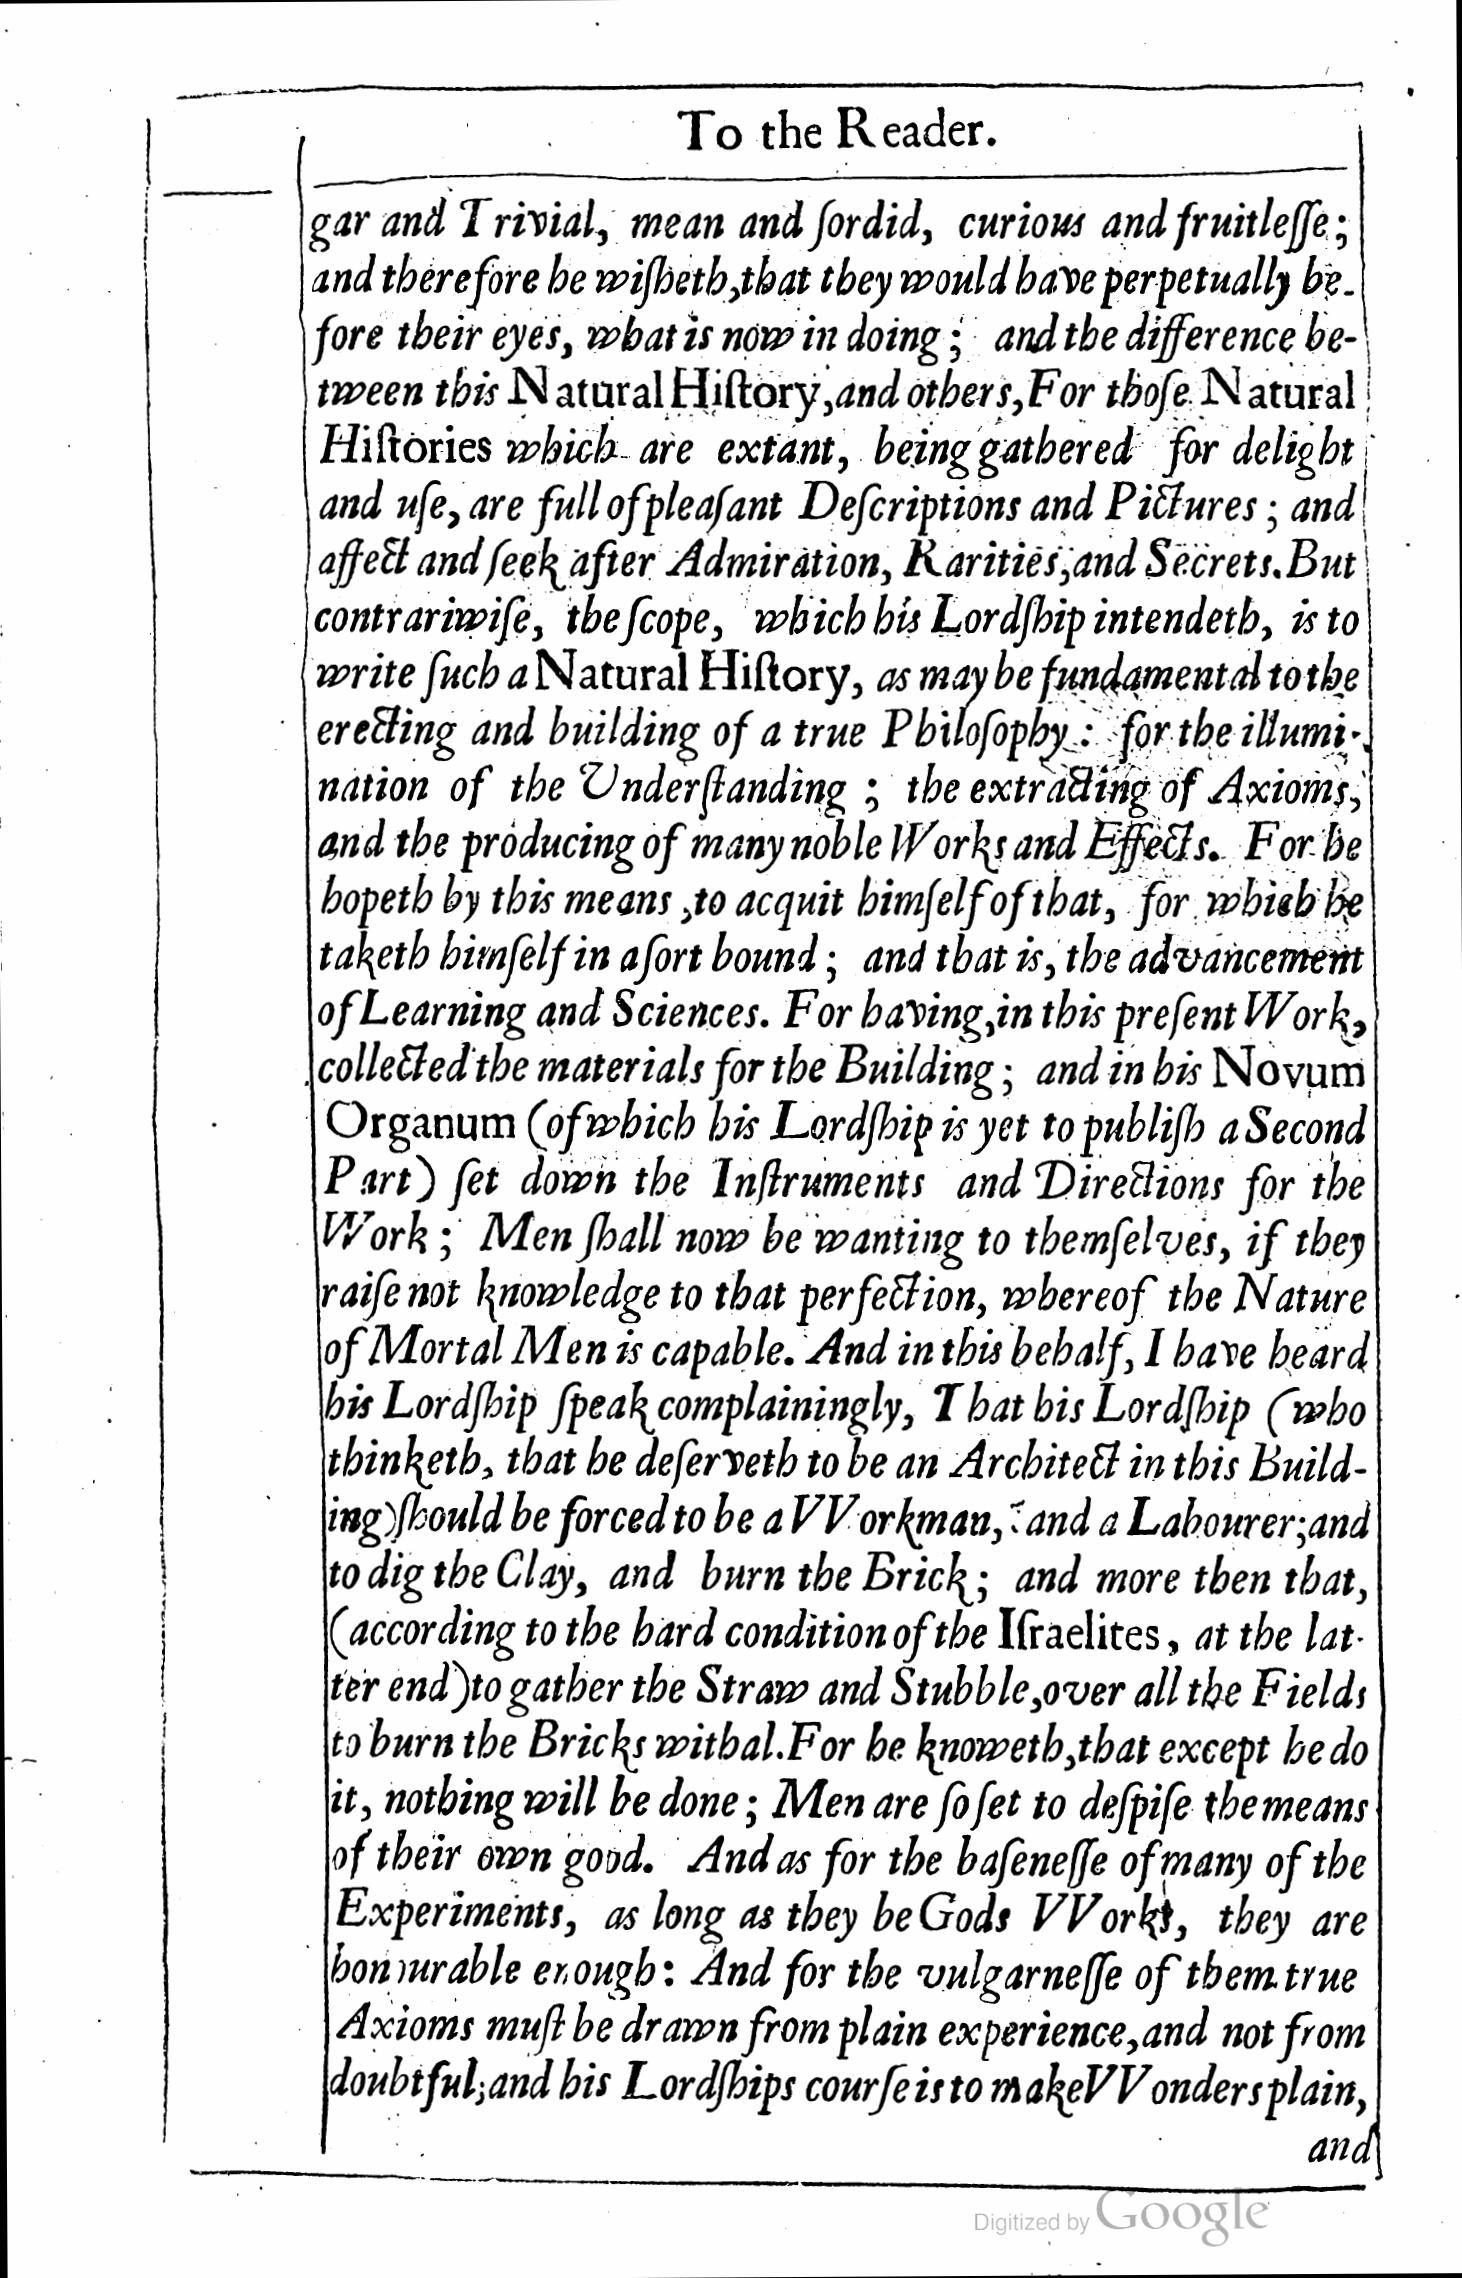 To the Reader.
gar and Trivial, mean and ſordid, curious and fruitleſſe;
and therefore he wiſheth,that they would have perpetually be-
fore their eyes, what is now in doing; and the difference be-
tween this Natural Hiſtory,and others,For thoſe Natural
Hiſtories which are extant, being gathered for delight
and uſe, are full of pleaſant Deſcriptions and Pictures; and
affect and ſeek after Admiration, Rarities,and Secrets.But
contrariwiſe, the ſcope, which his Lordſhip intendeth, is to
write ſuch a Natural Hiſtory, as may be fundamental to the
erecting and building of a true Philoſophy: for the illumi-
nation of the Underſtanding; the extracting of Axioms,
and the producing of many noble Works and Effects. For he
hopeth by this means ,to acquit himſelf of that, for which he
taketh himſelf in a ſort bound; and that is, the advancement
of Learning and Sciences. For having,in this preſent Work,
collected the materials for the Building; and in his Novum
Organum (of which his Lordſhip is yet to publiſh a Second
Part) ſet down the Inſtruments and Directions for the
Work; Men ſhall now be wanting to themſelves, if they
raiſe not knowledge to that perfection, whereof the Nature
of Mortal Men is capable. And in this behalf, I have heard
his Lordſhip ſpeak complainingly, That his Lordſhip (who
thinketh, that he deſerveth to be an Architect in this Build-
ing)ſhould be forced to be a VVorkman, and a Labourer;and
to dig the Clay, and burn the Brick; and more then that,
(according to the hard condition of the Iſraelites, at the lat-
ter end)to gather the Straw and Stubble,over all the Fields
to burn the Bricks withal.For he knoweth,that except he do
it, nothing will be done; Men are ſo ſet to deſpiſe the means
of their own good. And as for the baſeneſſe of many of the
Experiments, as long as they be Gods VVorks, they are
honourable enough: And for the vulgarneſſe of them true
Axioms muſt be drawn from plain experience,and not from
doubtful;and his Lordſhips courſe is to make VVonders plain,
and
Digitized by Google